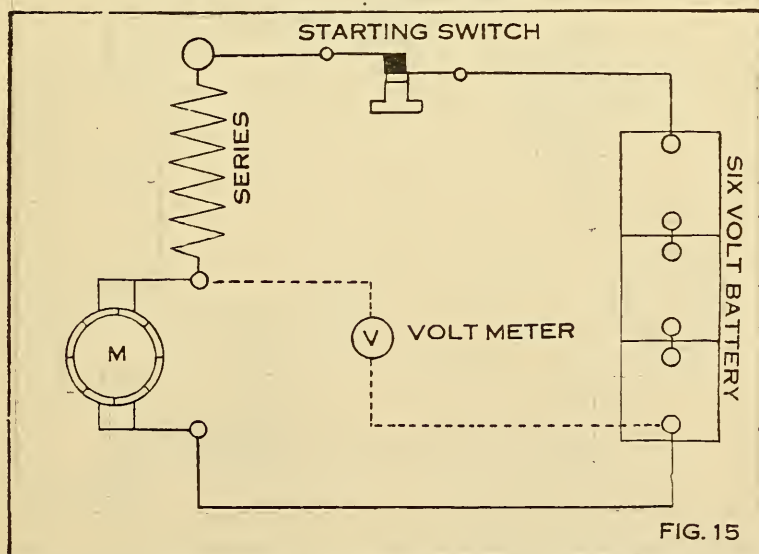 STARTING SWITCH
SERIES
SIX VOLT BATTERY
M
V
VOLT METER
FIG. 15